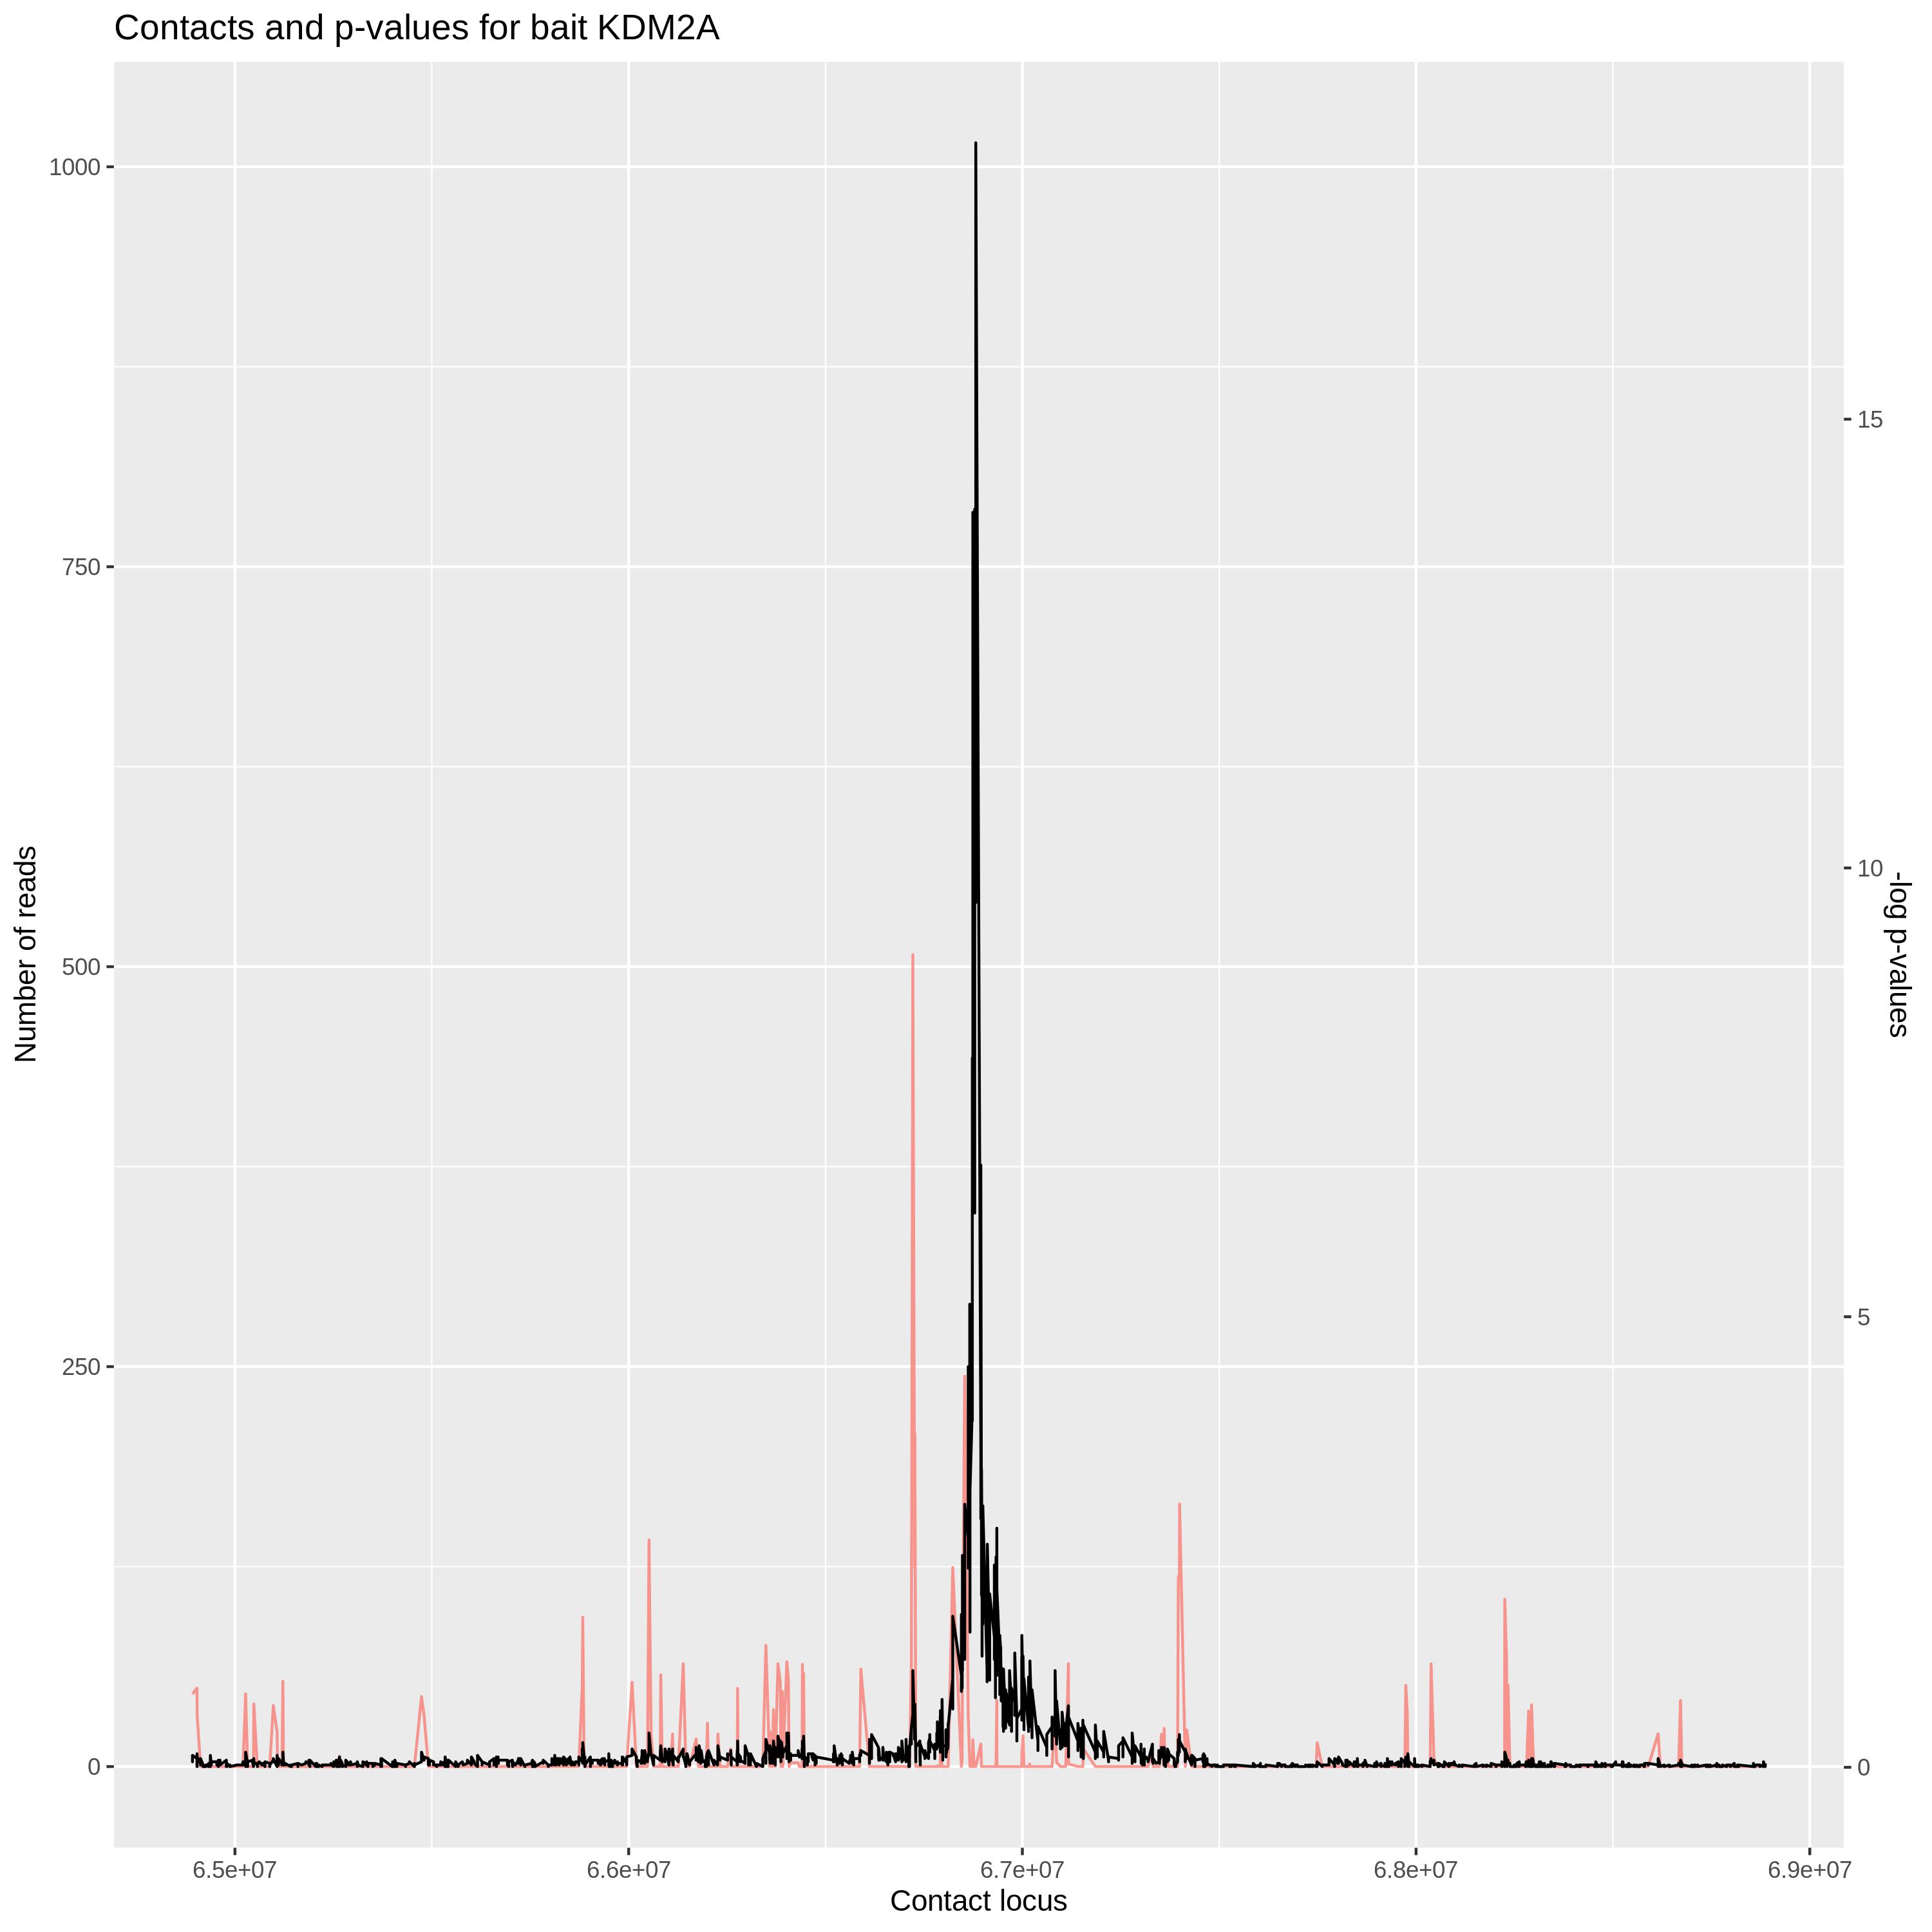 Contacts and p-values for bait KDM2A
1000
750
500
250
0
Number of reads
15
10
5
0
-log p-values
6.5e+07
6.6e+07
6.7e+07
6.8e+07
6.9e+07
Contact locus